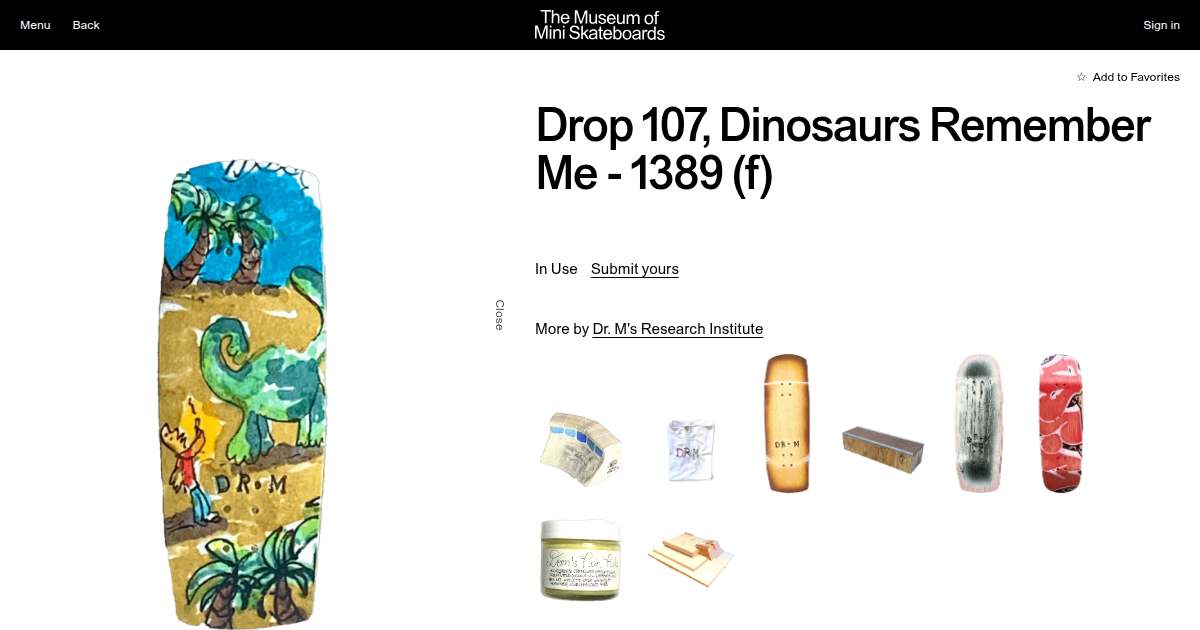 Menu
Back
The Museum of
Mini Skateboards
Sign in
☆ Add to Favorites
Drop 107, Dinosaurs Remember
Me - 1389 (f)
In Use
Submit yours
Close
More by Dr. M's Research Institute
DR•M
DR•M
DR•M